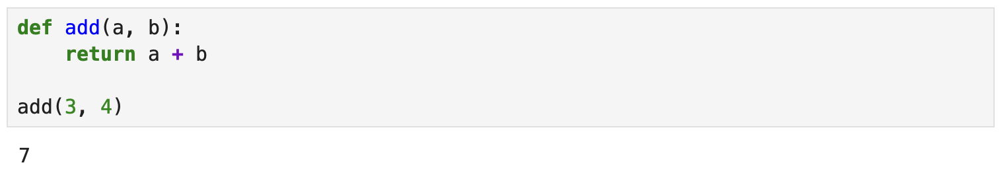 def add(a, b):
    return a + b

add(3, 4)
7